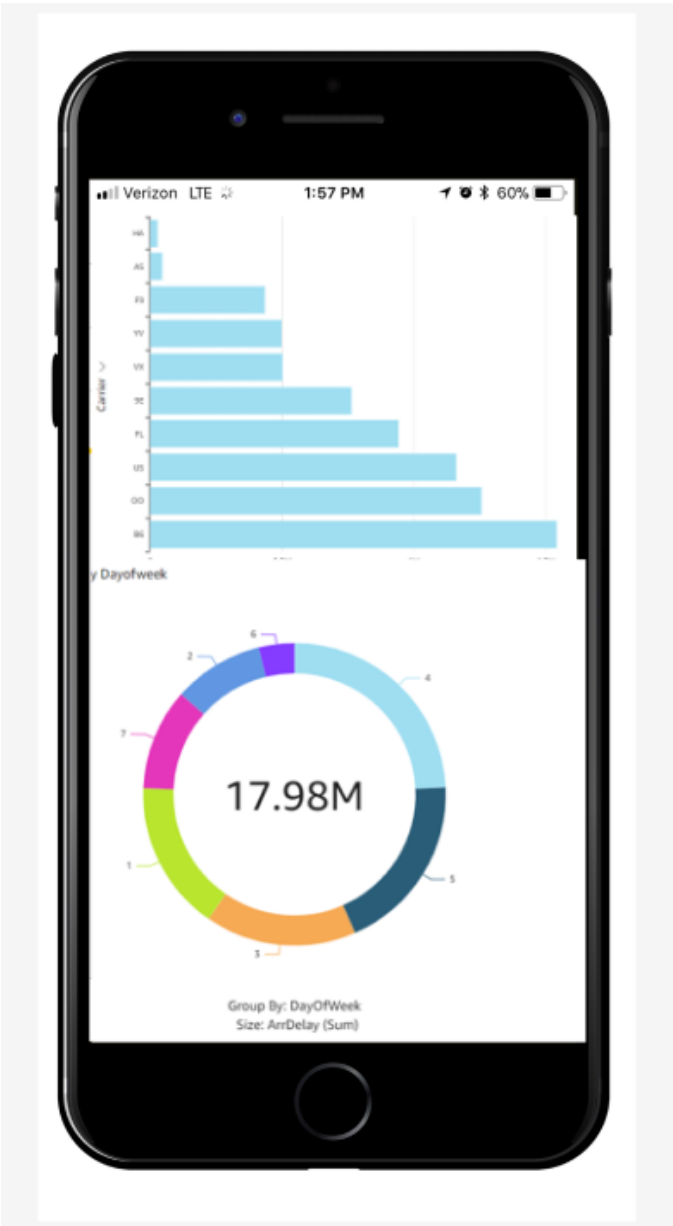 Verizon LTE 1:57 PM 60%
HA
AS
F9
YV
VX
9E
FL
US
OO
B6
Carrier
y Dayofweek
6
2
4
7
17.98M
1
5
3
Group By: DayOfWeek
Size: ArrDelay (Sum)